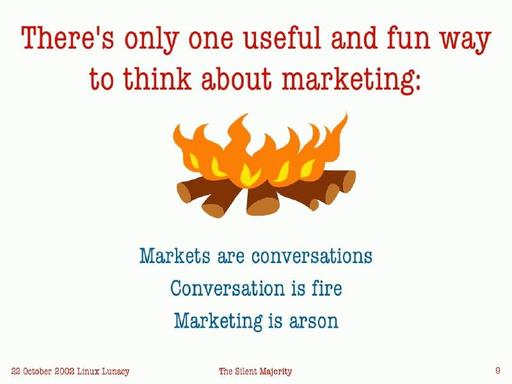 There's only one useful and fun way
to think about marketing:
Markets are conversations
Conversation is fire
Marketing is arson
22 October 2002 Linux Lunacy
The Silent Majority
9